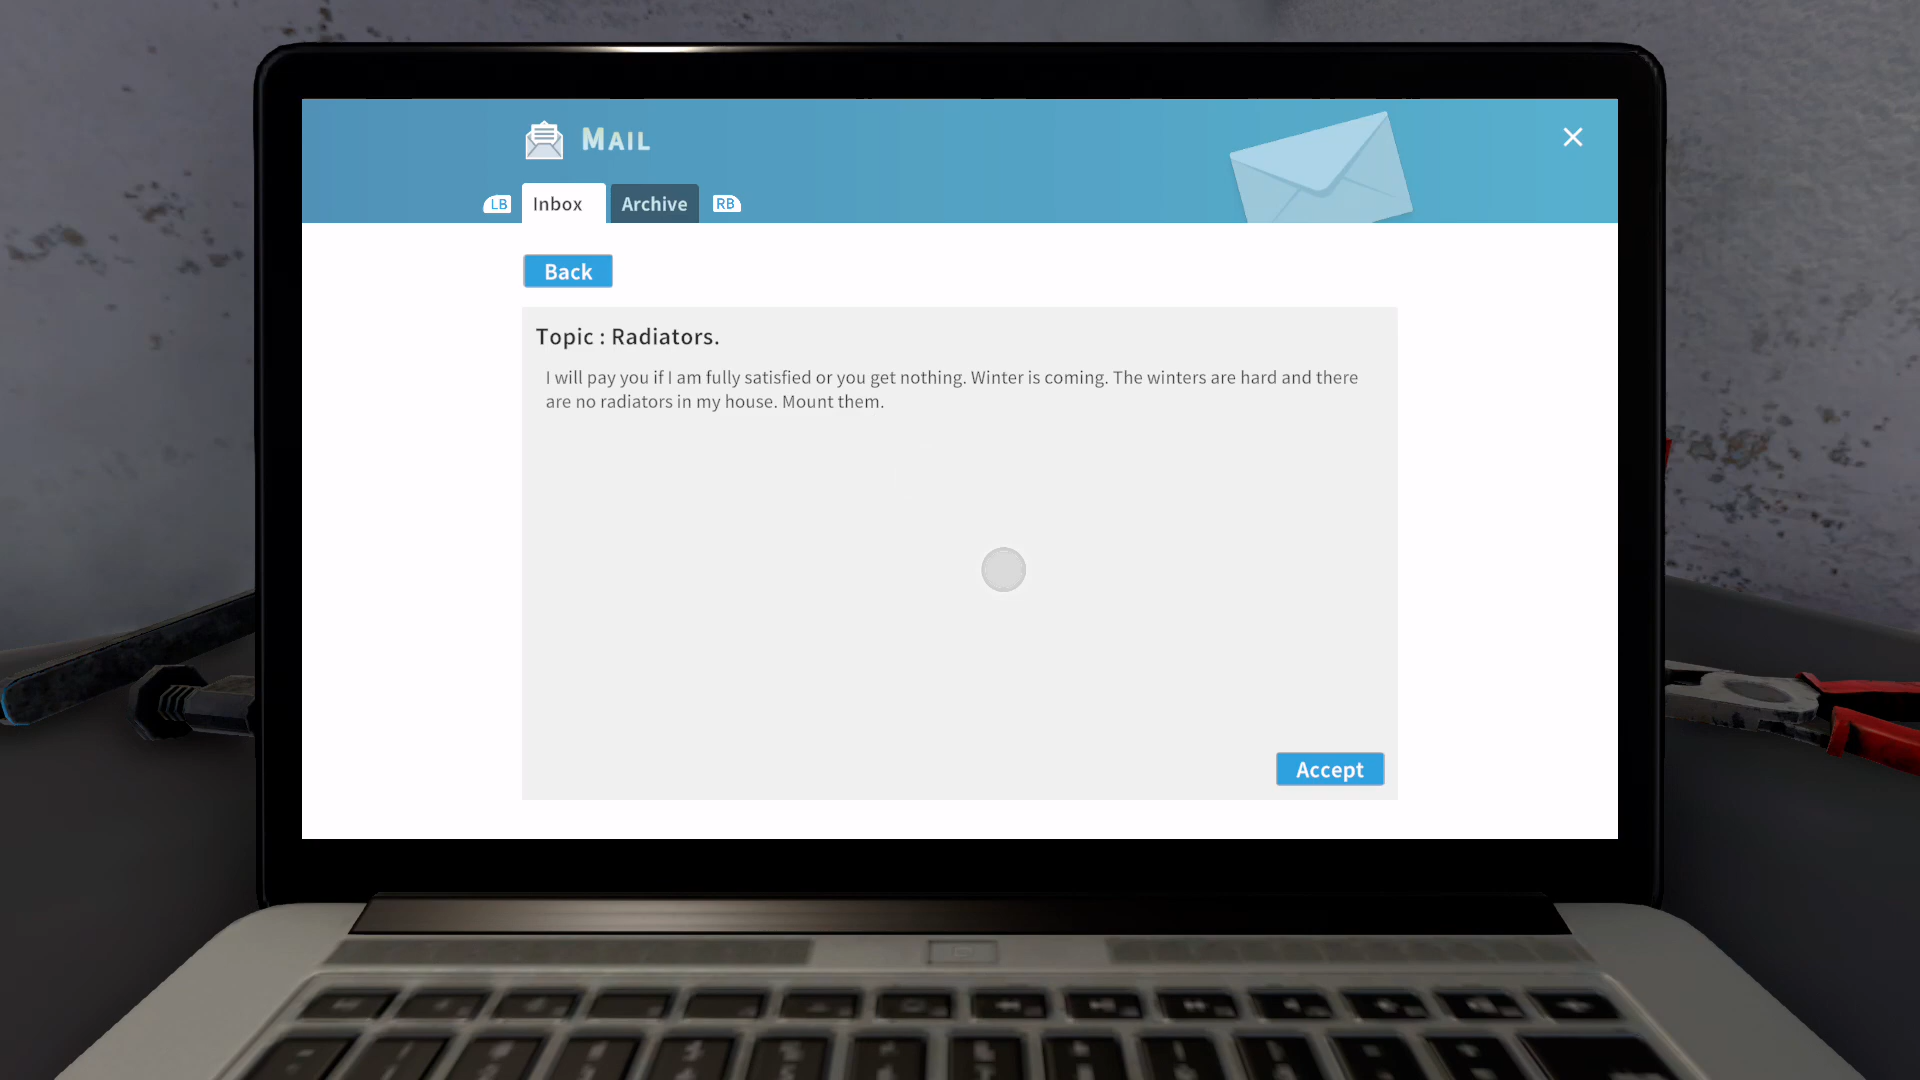 MAIL
LB Inbox Archive RB
Back
Topic : Radiators.
I will pay you if I am fully satisfied or you get nothing. Winter is coming. The winters are hard and there
are no radiators in my house. Mount them.
Accept